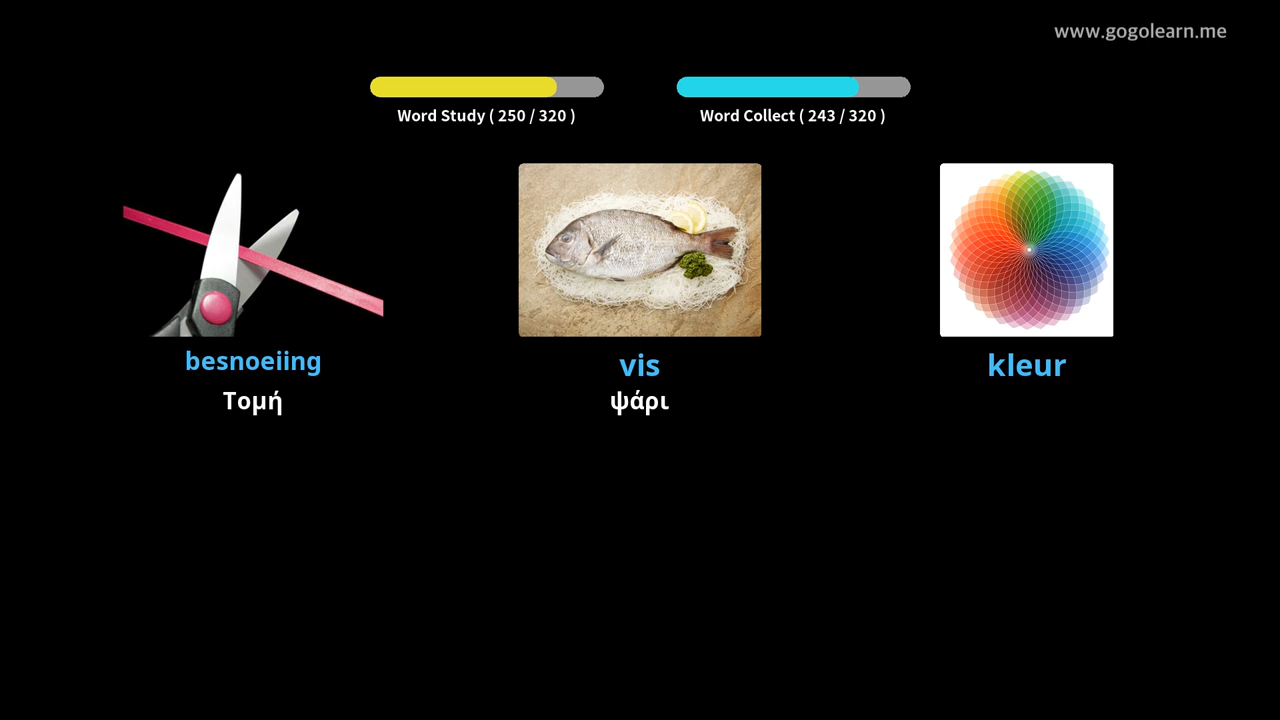 www.gogolearn.me
Word Study ( 250 / 320 )
Word Collect ( 243 / 320 )
besnoeiing
vis
kleur
Τομή
ψάρι